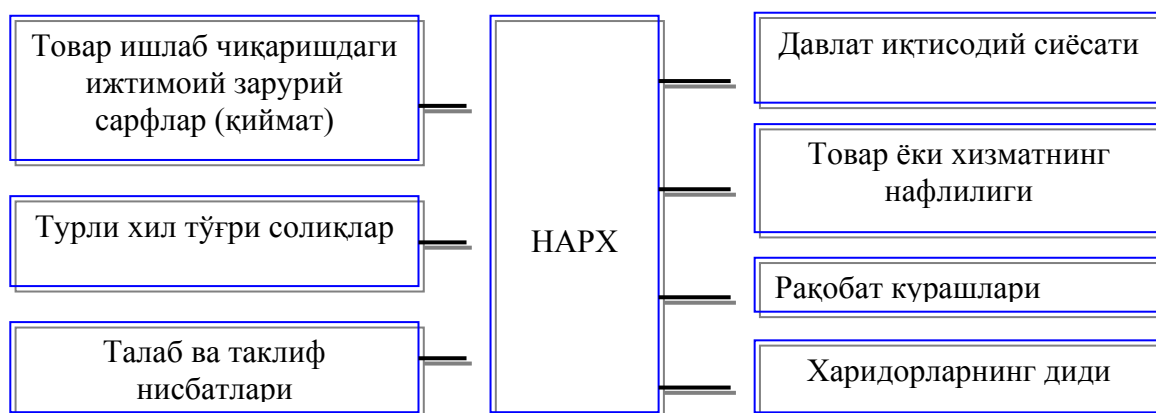 Товар ишлаб чиқаришдаги
ижтимоий зарурий
сарфлар (қиймат)
Турли хил тўғри солиқлар
Талаб ва таклиф
нисбатлари
НАРХ
Давлат иқтисодий сиёсати
Товар ёки хизматнинг
нафлилиги
Рақобат курашлари
Харидорларнинг диди